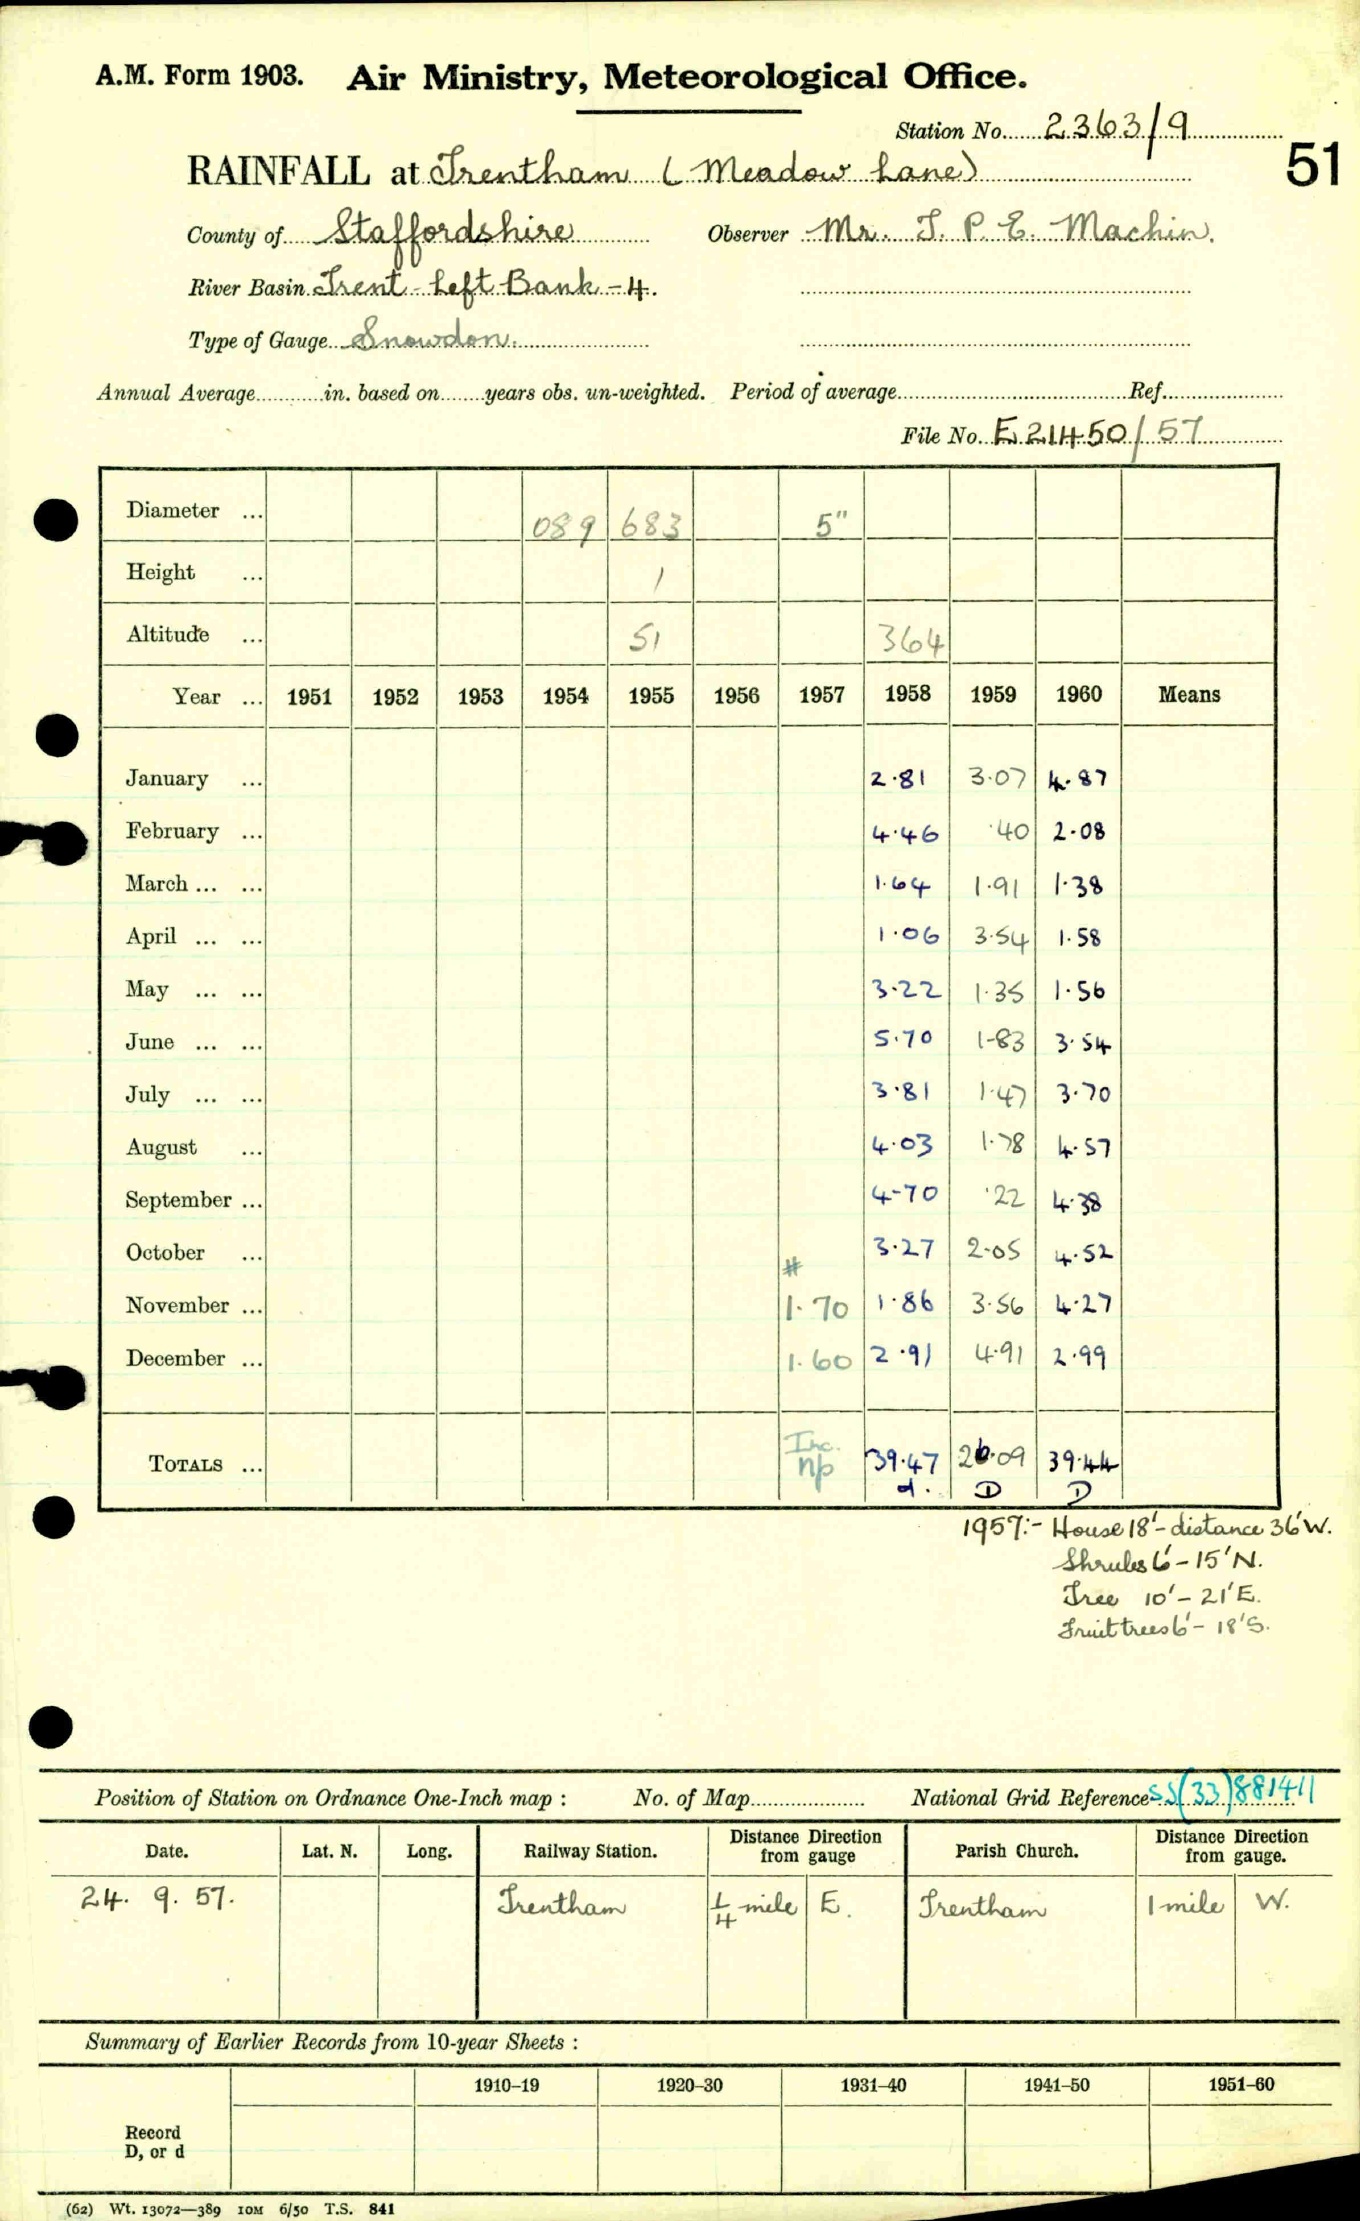 A.M. Form 1903. Air Ministry, Meteorological Office.
Station No. 2363/9
51
RAINFALL at Trentham (Meadow Lane)
County of Staffordshire Observer Mr. T. P. E. Machin.
River Basin Trent - Left Bank - 4.
Type of Gauge Snowdon.
Annual Average............in. based on........years obs. un-weighted. Period of average..............Ref..............
File No. E 21450/57
Diameter ... 089 683 5"
Height ... 1
Altitude ... 51 364
Year ... 1951 1952 1953 1954 1955 1956 1957 1958 1959 1960 Means
January ... 2.81 3.07 4.87
February ... 4.46 .40 2.08
March ... ... 1.64 1.91 1.38
April ... ... 1.06 3.54 1.58
May ... ... 3.22 1.35 1.56
June ... ... 5.70 1.83 3.54
July ... ... 3.81 1.47 3.70
August ... 4.03 1.78 4.57
September ... 4.70 .22 4.38
October ... 3.27 2.05 4.52
#
November ... 1.70 1.86 3.56 4.27
December ... 1.60 2.91 4.91 2.99
TOTALS ... Inc. np 39.47 26.09 39.44
d. D D
1957:- House 18' - distance 36' W.
Shrubs 6' - 15' N.
Tree 10' - 21' E.
Fruit trees 6' - 18' S.
Position of Station on Ordnance One-Inch map : No. of Map.............. National Grid Reference SJ(33)881411
Date. Lat. N. Long. Railway Station. Distance from Direction gauge Parish Church. Distance from Direction gauge.
24. 9. 57. Trentham 1/4 mile E. Trentham 1 mile W.
Summary of Earlier Records from 10-year Sheets :
1910–19 1920–30 1931–40 1941–50 1951–60
Record
D, or d
(62) Wt. 13072—389 10M 6/50 T.S. 841